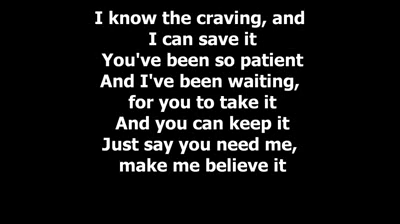 I know the craving, and
I can save it
You've been so patient
And I've been waiting,
for you to take it
And you can keep it
Just say you need me,
make me believe it